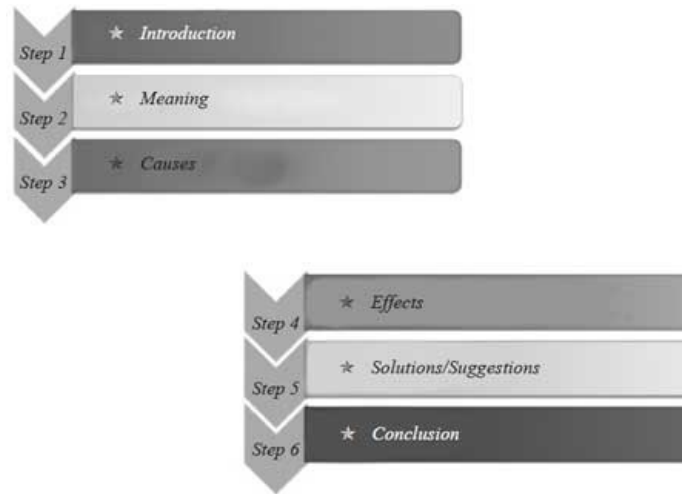 Step 1 Introduction
Step 2 Meaning
Step 3 Causes
Step 4 Effects
Step 5 Solutions/Suggestions
Step 6 Conclusion